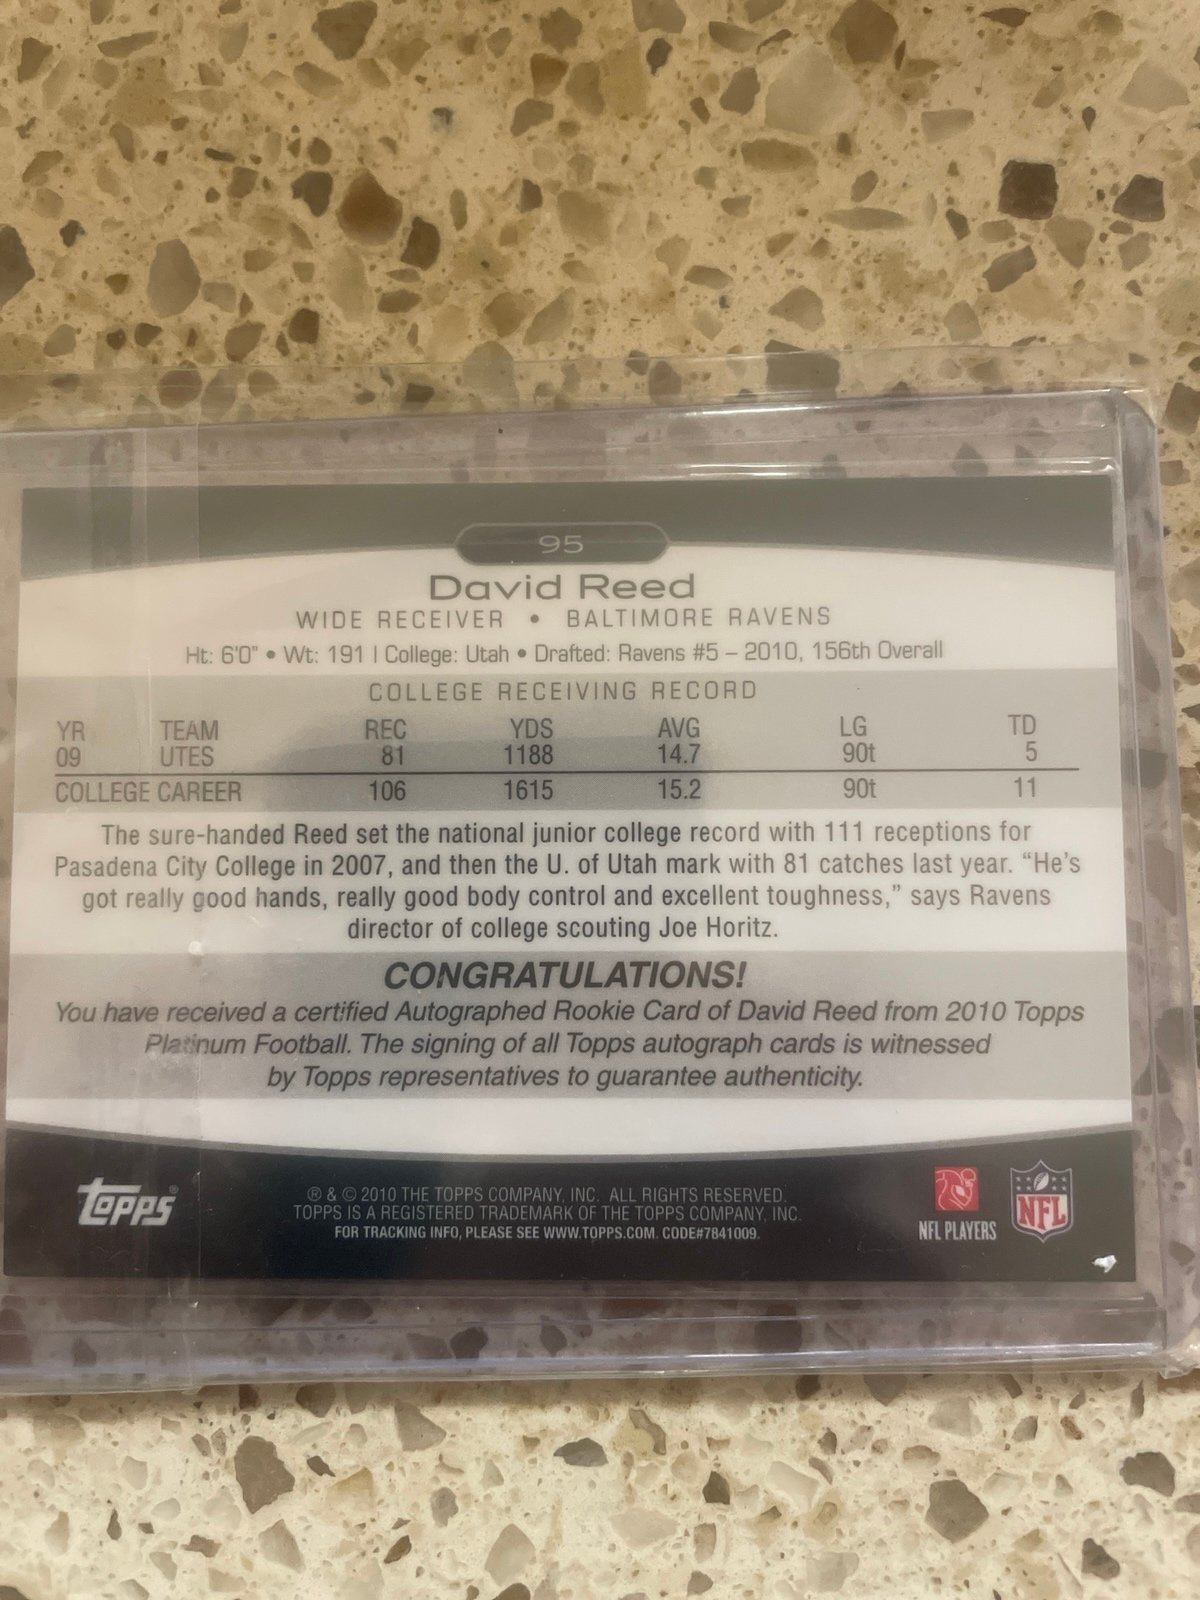 95
David Reed
WIDE RECEIVER • BALTIMORE RAVENS
Ht: 6'0" • Wt: 191 | College: Utah • Drafted: Ravens #5 – 2010, 156th Overall
COLLEGE RECEIVING RECORD
YR TEAM REC YDS AVG LG TD
09 UTES 81 1188 14.7 90t 5
COLLEGE CAREER 106 1615 15.2 90t 11
The sure-handed Reed set the national junior college record with 111 receptions for
Pasadena City College in 2007, and then the U. of Utah mark with 81 catches last year. “He’s
got really good hands, really good body control and excellent toughness,” says Ravens
director of college scouting Joe Horitz.
CONGRATULATIONS!
You have received a certified Autographed Rookie Card of David Reed from 2010 Topps
Platinum Football. The signing of all Topps autograph cards is witnessed
by Topps representatives to guarantee authenticity.
topps®
® & © 2010 THE TOPPS COMPANY, INC. ALL RIGHTS RESERVED.
TOPPS IS A REGISTERED TRADEMARK OF THE TOPPS COMPANY, INC.
FOR TRACKING INFO, PLEASE SEE WWW.TOPPS.COM. CODE#7841009.
NFL PLAYERS
NFL